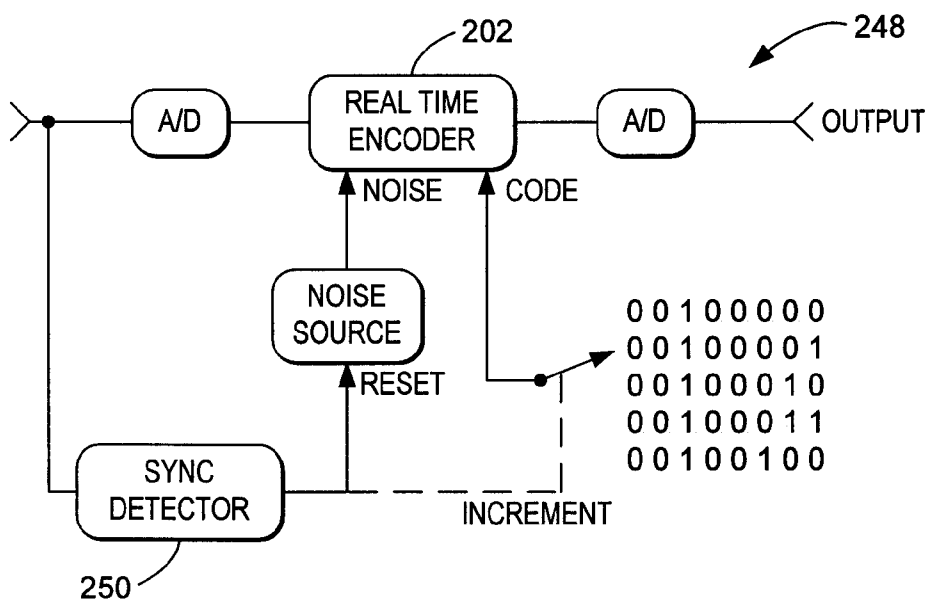 202
248
A/D
REAL TIME
ENCODER
A/D
OUTPUT
NOISE
CODE
NOISE
SOURCE
RESET
0 0 1 0 0 0 0 0
0 0 1 0 0 0 0 1
0 0 1 0 0 0 1 0
0 0 1 0 0 0 1 1
0 0 1 0 0 1 0 0
SYNC
DETECTOR
INCREMENT
250